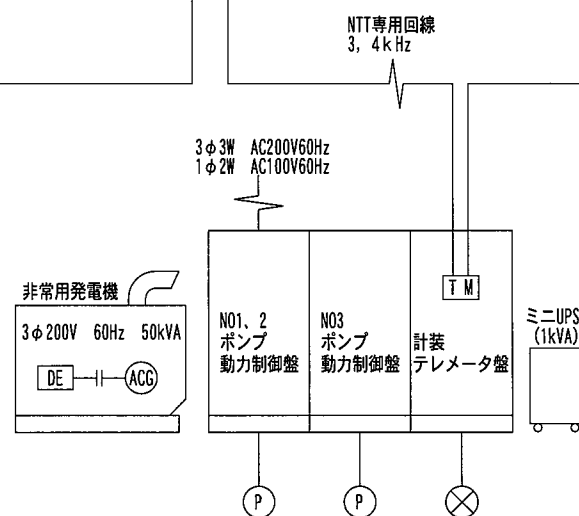 NTT専用回線
3, 4kHz
3φ3W AC200V60Hz
1φ2W AC100V60Hz
非常用発電機
3φ200V 60Hz 50kVA
DE
ACG
NO1、2
ポンプ
動力制御盤
NO3
ポンプ
動力制御盤
TM
計装
テレメータ盤
ミニUPS
(1kVA)
P
P